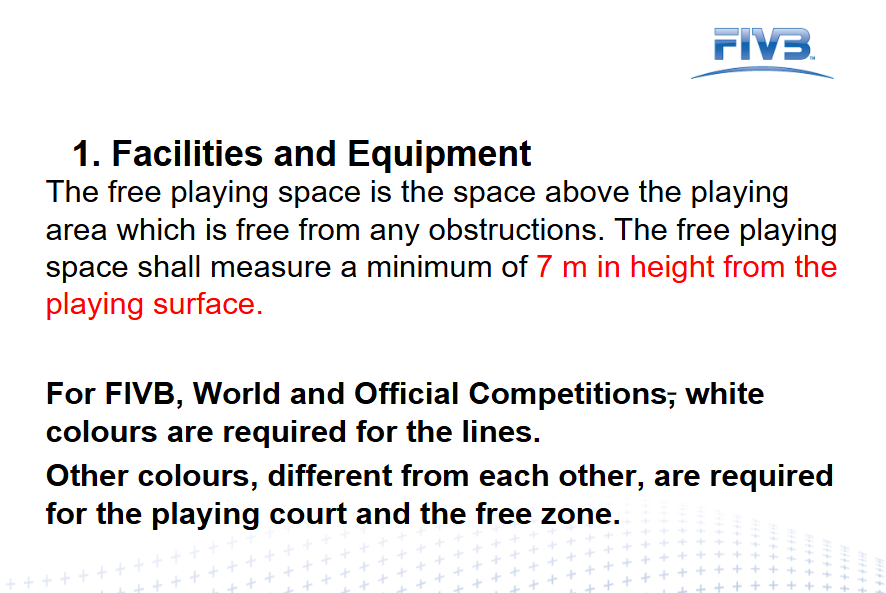 FIVB™
1. Facilities and Equipment
The free playing space is the space above the playing
area which is free from any obstructions. The free playing
space shall measure a minimum of 7 m in height from the
playing surface.
For FIVB, World and Official Competitions, white
colours are required for the lines.
Other colours, different from each other, are required
for the playing court and the free zone.